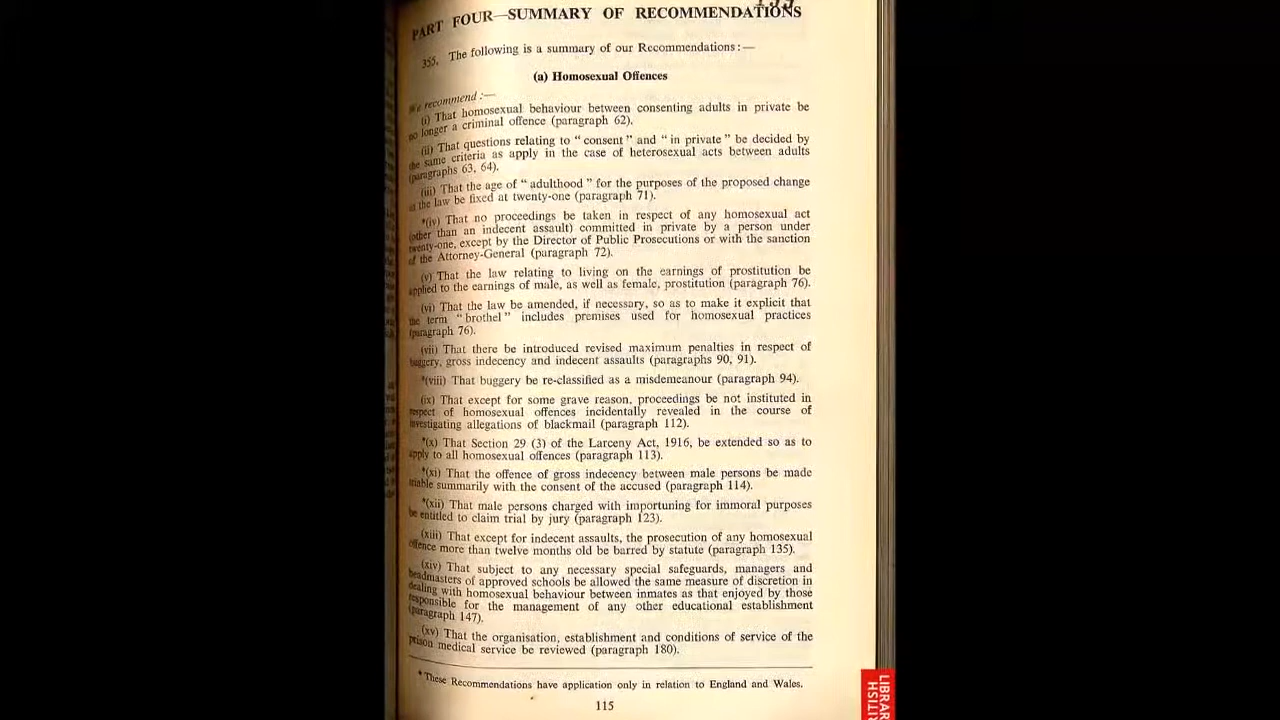 PART FOUR—SUMMARY OF RECOMMENDATIONS
355. The following is a summary of our Recommendations:—
(a) Homosexual Offences
We recommend:—
(i) That homosexual behaviour between consenting adults in private be
no longer a criminal offence (paragraph 62).
(ii) That questions relating to “ consent ” and “ in private ” be decided by
the same criteria as apply in the case of heterosexual acts between adults
(paragraphs 63, 64).
(iii) That the age of “ adulthood ” for the purposes of the proposed change
in the law be fixed at twenty-one (paragraph 71).
*(iv) That no proceedings be taken in respect of any homosexual act
(other than an indecent assault) committed in private by a person under
twenty-one, except by the Director of Public Prosecutions or with the sanction
of the Attorney-General (paragraph 72).
(v) That the law relating to living on the earnings of prostitution be
applied to the earnings of male, as well as female, prostitution (paragraph 76).
(vi) That the law be amended, if necessary, so as to make it explicit that
the term “ brothel ” includes premises used for homosexual practices
(paragraph 76).
(vii) That there be introduced revised maximum penalties in respect of
buggery, gross indecency and indecent assaults (paragraphs 90, 91).
*(viii) That buggery be re-classified as a misdemeanour (paragraph 94).
(ix) That except for some grave reason, proceedings be not instituted in
respect of homosexual offences incidentally revealed in the course of
investigating allegations of blackmail (paragraph 112).
*(x) That Section 29 (3) of the Larceny Act, 1916, be extended so as to
apply to all homosexual offences (paragraph 113).
*(xi) That the offence of gross indecency between male persons be made
triable summarily with the consent of the accused (paragraph 114).
*(xii) That male persons charged with importuning for immoral purposes
be entitled to claim trial by jury (paragraph 123).
(xiii) That except for indecent assaults, the prosecution of any homosexual
offence more than twelve months old be barred by statute (paragraph 135).
(xiv) That subject to any necessary special safeguards, managers and
headmasters of approved schools be allowed the same measure of discretion in
dealing with homosexual behaviour between inmates as that enjoyed by those
responsible for the management of any other educational establishment
(paragraph 147).
(xv) That the organisation, establishment and conditions of service of the
prison medical service be reviewed (paragraph 180).
* These Recommendations have application only in relation to England and Wales.
115